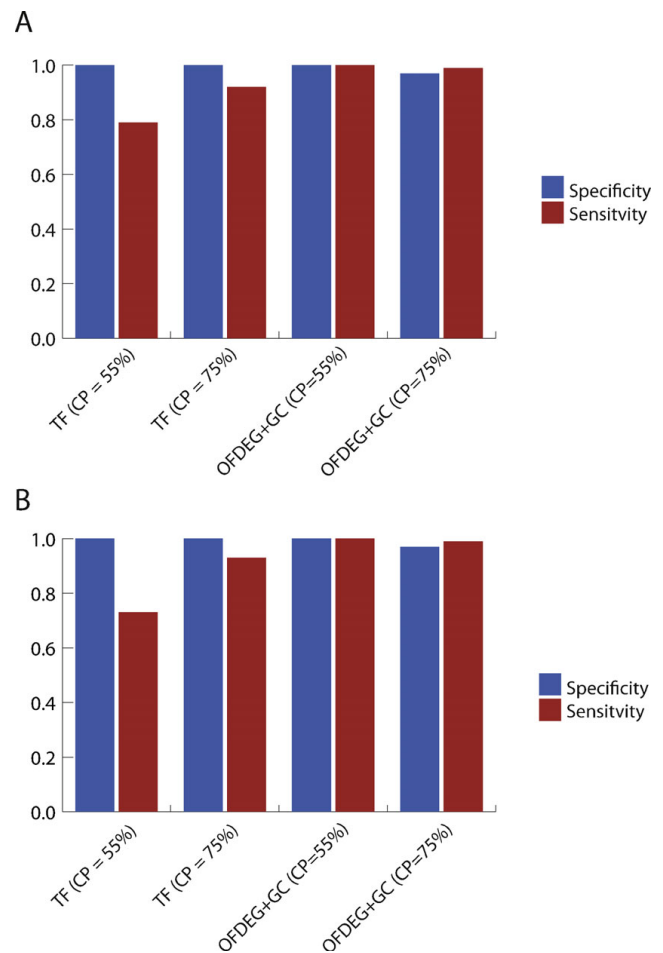 A
1.0
0.8
0.6
0.4
0.2
0.0
Specificity
Sensitvity
TF (CP = 55%)
TF (CP = 75%)
OFDEG+GC (CP=55%)
OFDEG+GC (CP=75%)
B
1.0
0.8
0.6
0.4
0.2
0.0
Specificity
Sensitvity
TF (CP = 55%)
TF (CP = 75%)
OFDEG+GC (CP=55%)
OFDEG+GC (CP=75%)